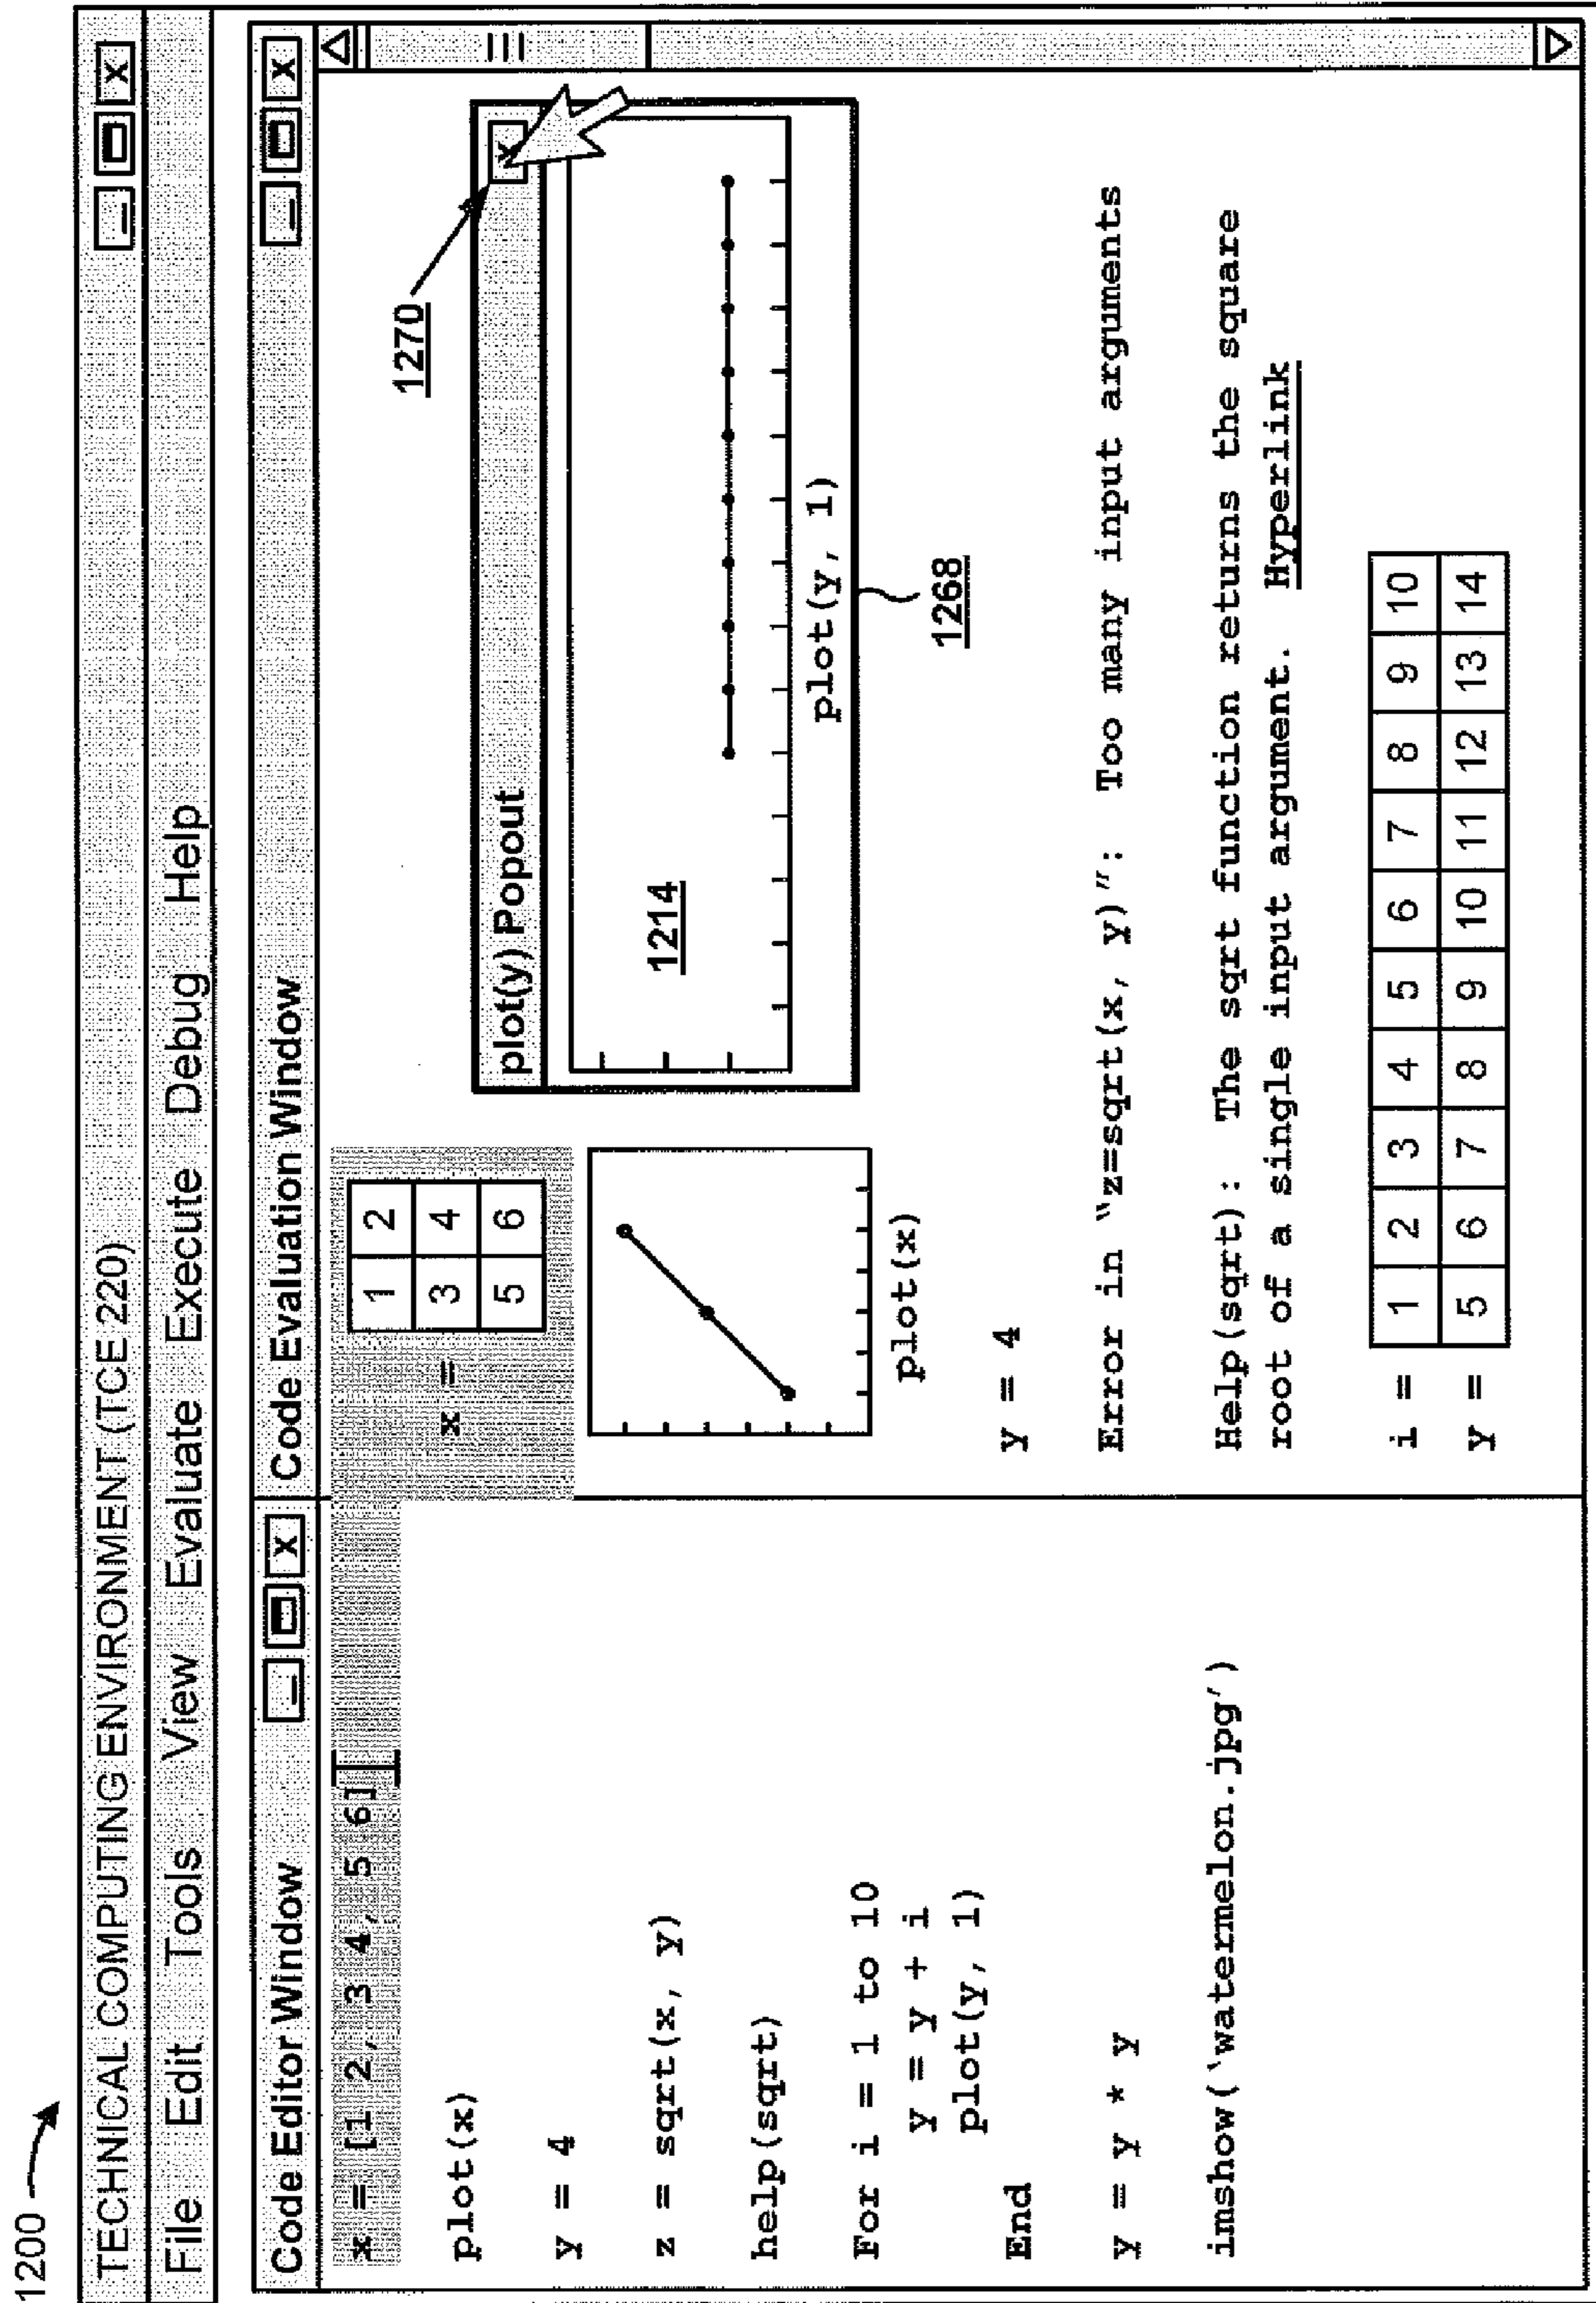 1200
TECHNICAL COMPUTING ENVIRONMENT (TCE 220)
File Edit Tools View Evaluate Execute Debug Help
Code Editor Window
x = [1 2, 3 4, 5 6]
plot(x)
y = 4
z = sqrt(x, y)
help(sqrt)
For i = 1 to 10
y = y + i
plot(y, 1)
End
y = y * y
imshow(‘watermelon.jpg’)
Code Evaluation Window
x =
1 2
3 4
5 6
plot(x)
1270
plot(y) Popout
X
1214
plot(y, 1)
1268
y = 4
Error in “z=sqrt(x, y)”: Too many input arguments
Help(sqrt): The sqrt function returns the square
root of a single input argument. Hyperlink
i = 1 2 3 4 5 6 7 8 9 10
y = 5 6 7 8 9 10 11 12 13 14